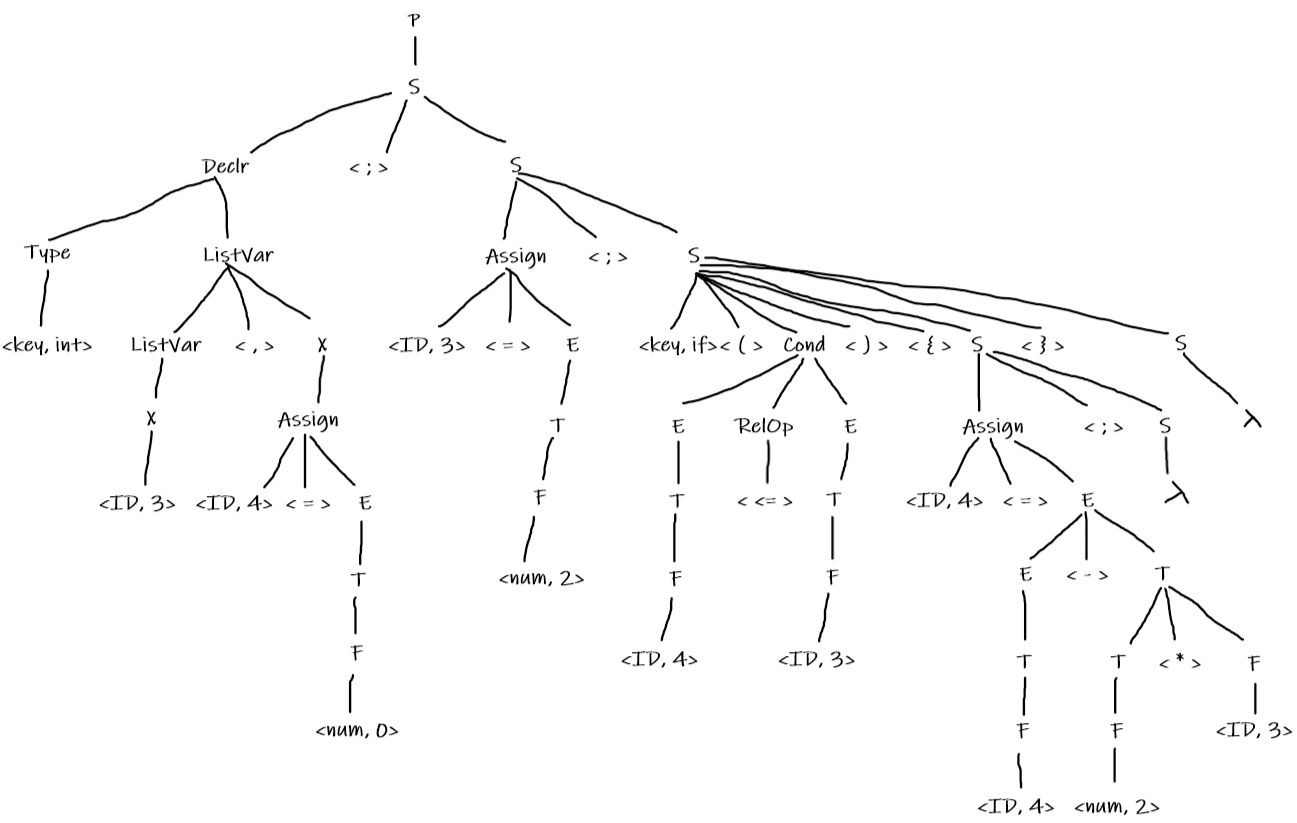 P
S
Declr <;> S
Type ListVar Assign <;> S
<key, int> ListVar <,> X <ID, 3> <=> E <key, if> <(> Cond <)> <{> S <}> S
X Assign T E RelOp E Assign <;> S λ
<ID, 3> <ID, 4> <=> E F T <<=> T <ID, 4> <=> E λ
T <num, 2> F F E <-> T
F <ID, 4> <ID, 3> T T <*> F
<num, 0> F F <ID, 3>
<ID, 4> <num, 2>